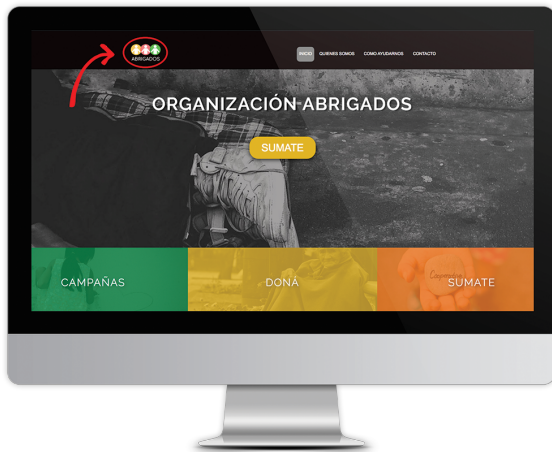 ABRIGADOS
INICIO QUIENES SOMOS COMO AYUDARNOS CONTACTO
ORGANIZACIÓN ABRIGADOS
SUMATE
CAMPAÑAS DONÁ SUMATE